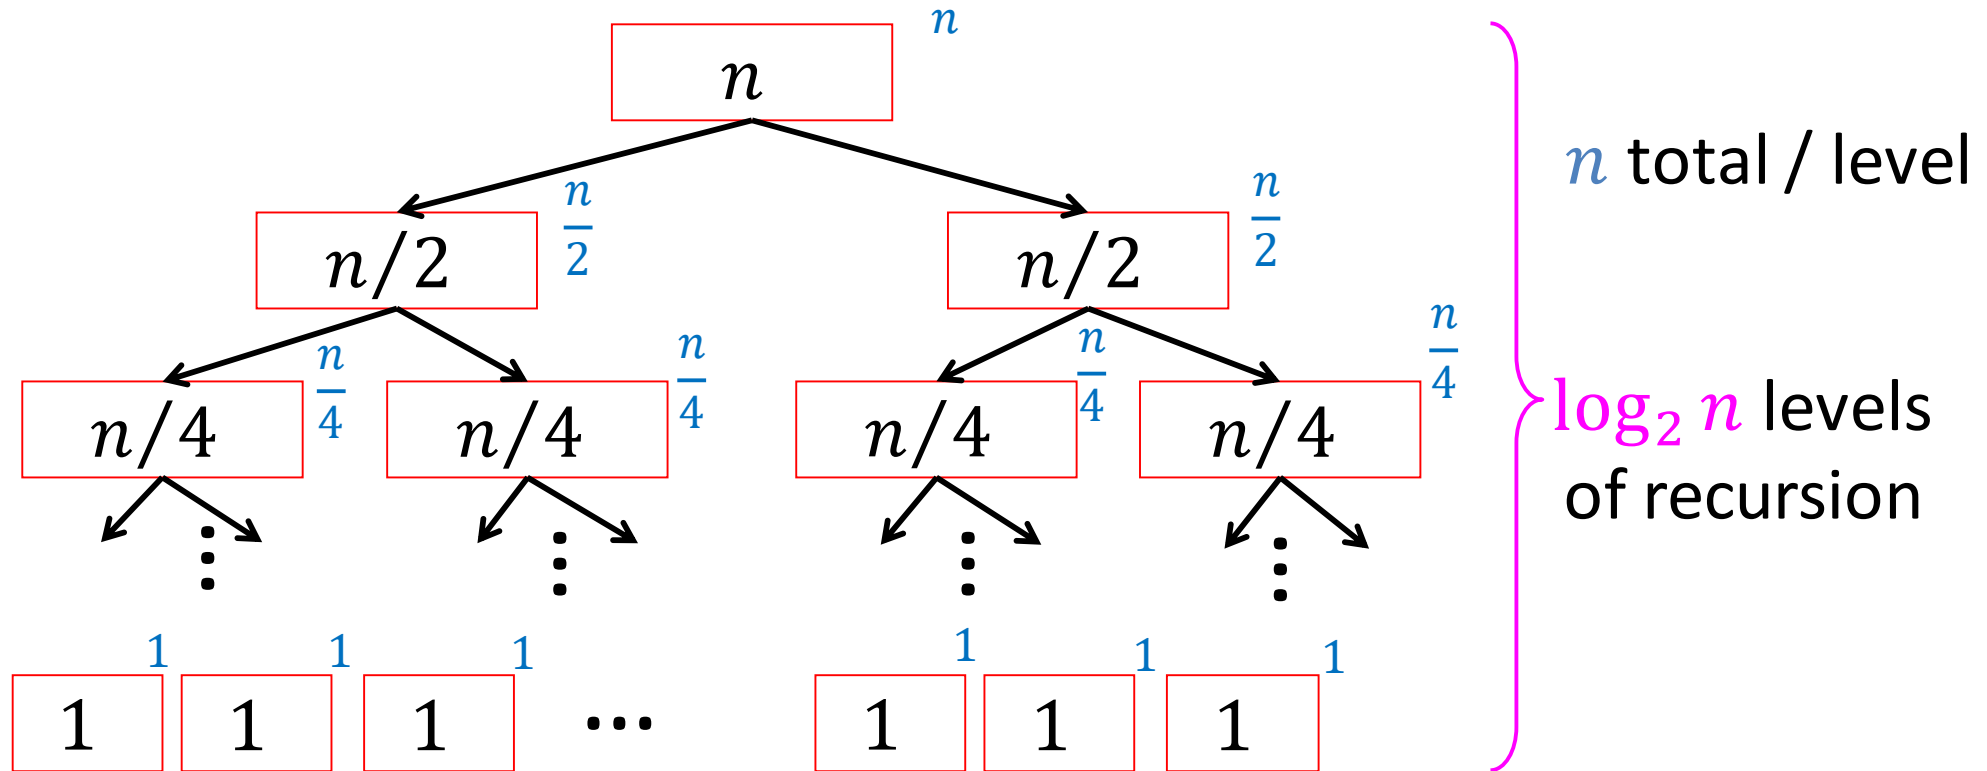 n
n
n total / level
n/2 n/2 n/2 n/2
n/4 n/4 n/4 n/4 n/4 n/4 n/4 n/4
log₂ n levels
of recursion
⋮ ⋮ ⋮ ⋮
1 1 1 1 1 1
1 1 1 ⋯ 1 1 1